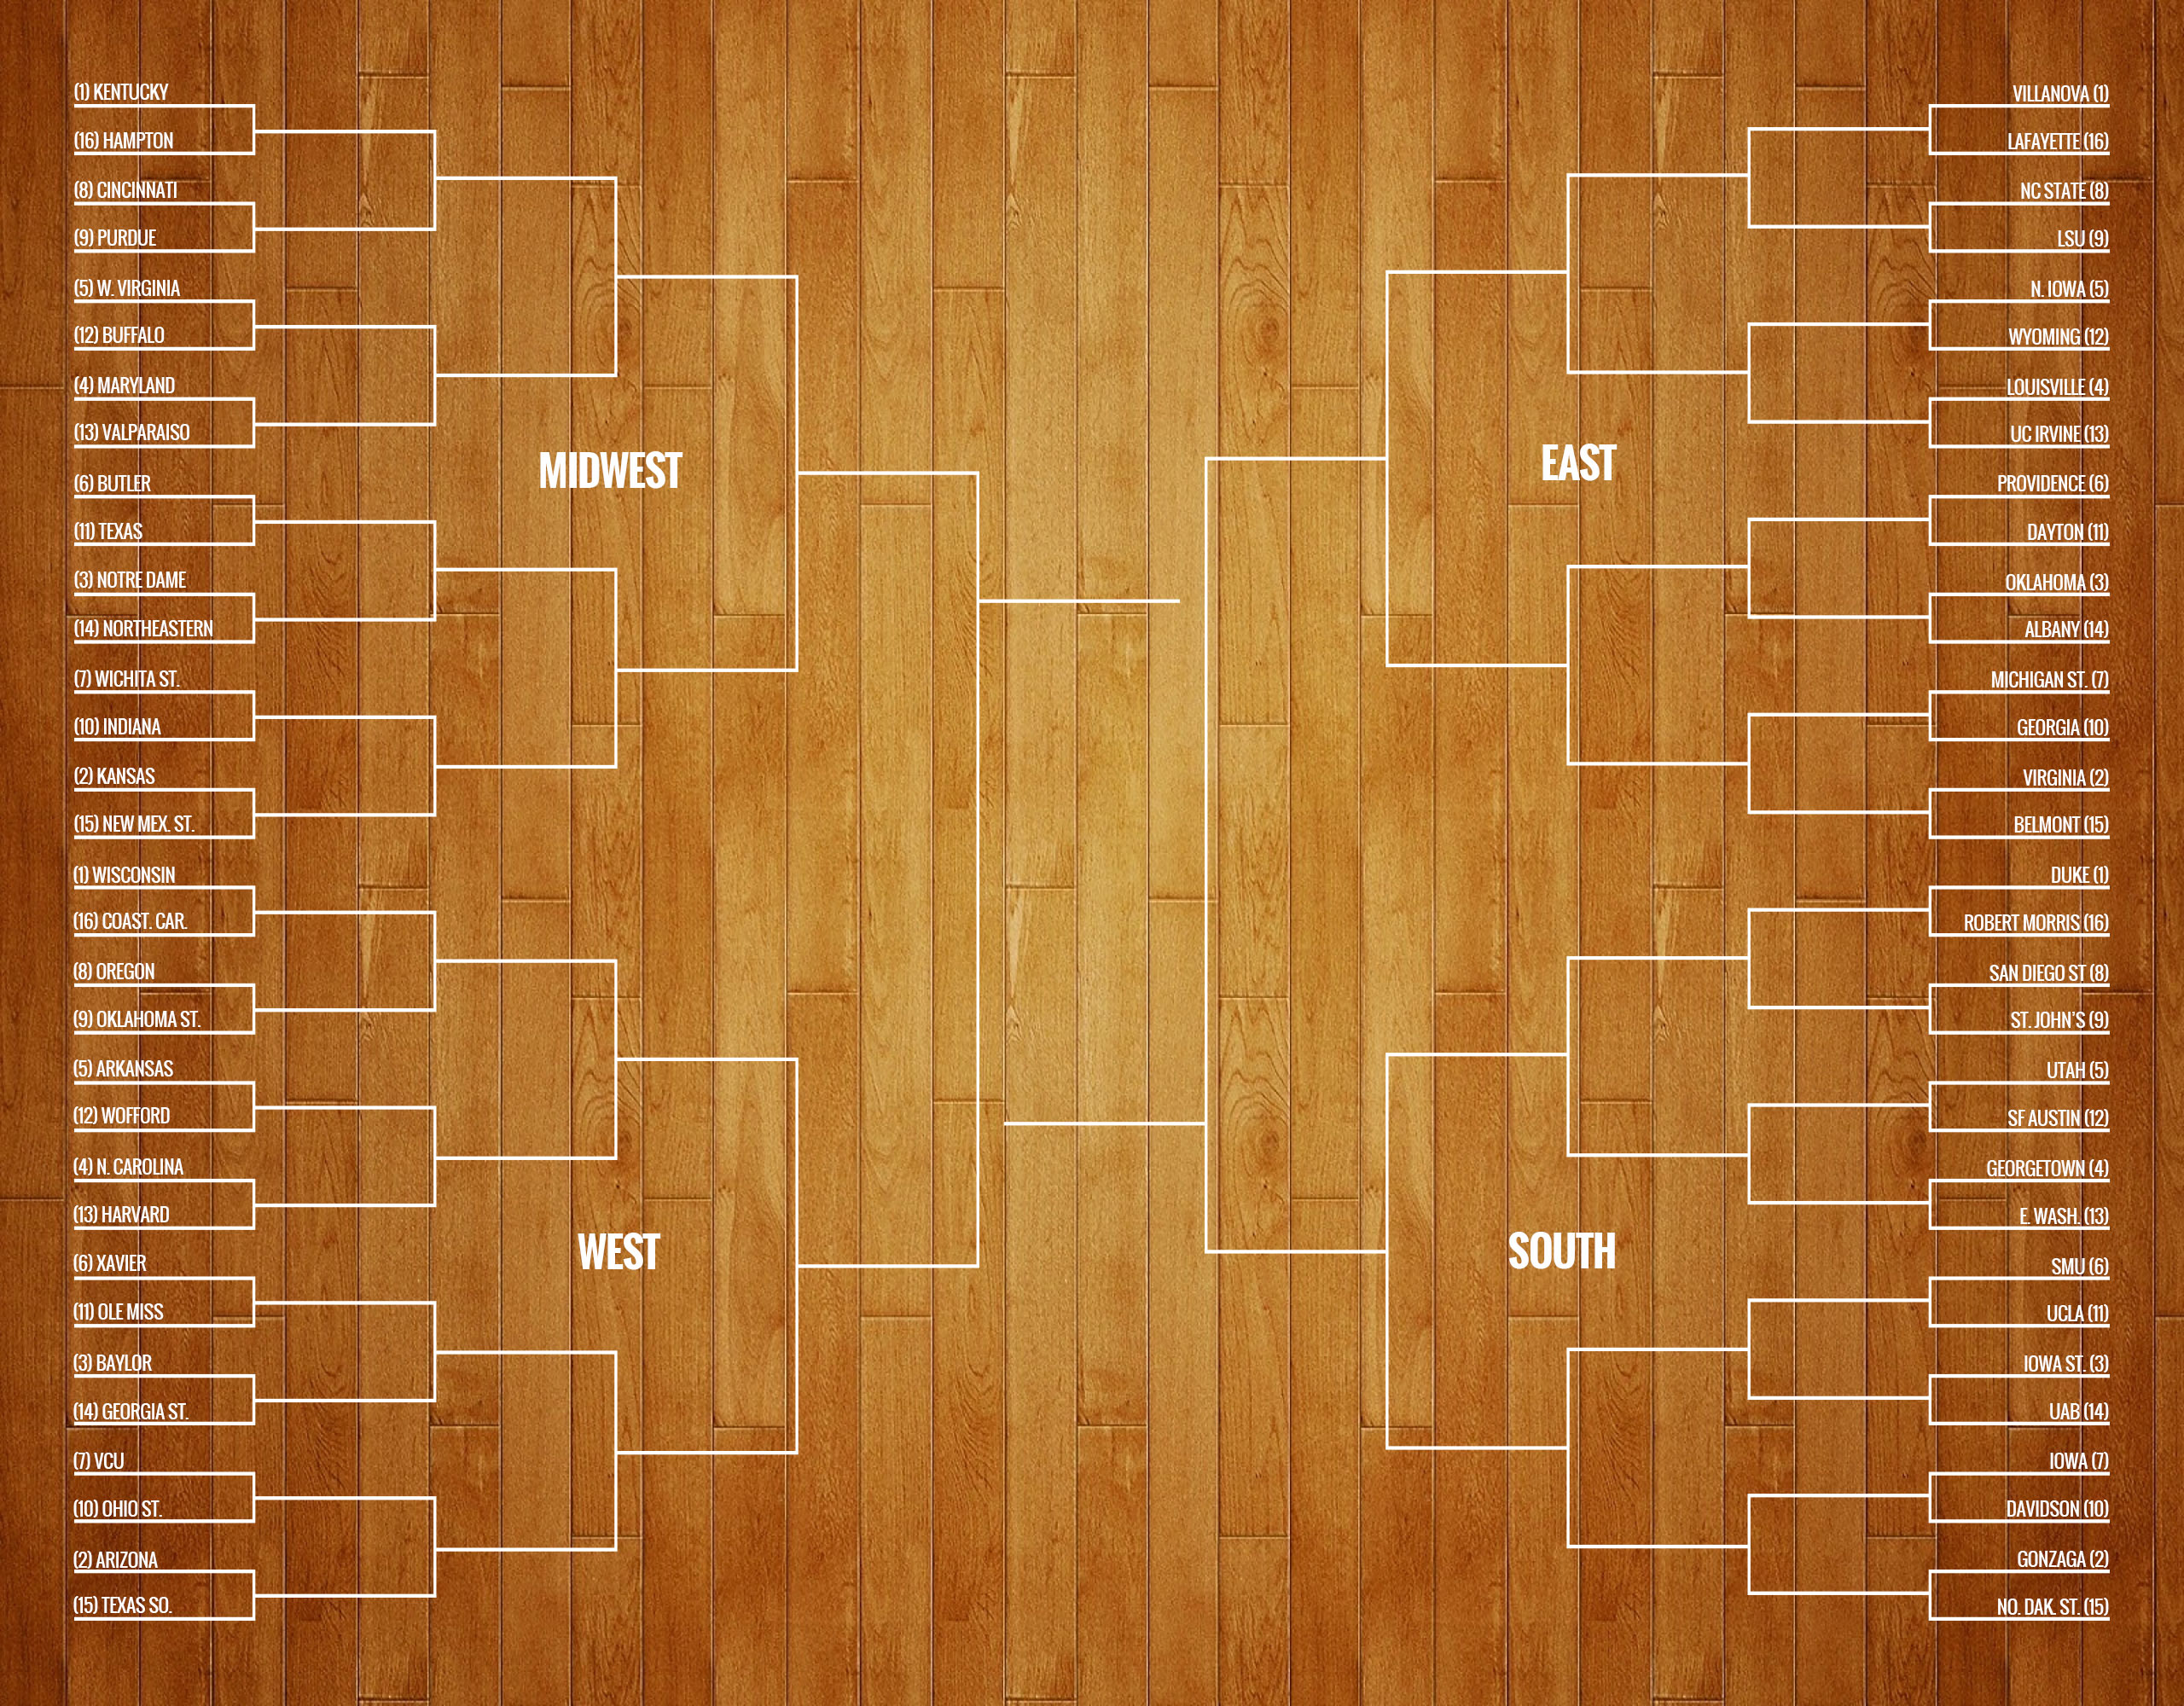 (1) KENTUCKY
(16) HAMPTON
(8) CINCINNATI
(9) PURDUE
(5) W. VIRGINIA
(12) BUFFALO
(4) MARYLAND
(13) VALPARAISO
(6) BUTLER
(11) TEXAS
(3) NOTRE DAME
(14) NORTHEASTERN
(7) WICHITA ST.
(10) INDIANA
(2) KANSAS
(15) NEW MEX. ST.
MIDWEST
(1) WISCONSIN
(16) COAST. CAR.
(8) OREGON
(9) OKLAHOMA ST.
(5) ARKANSAS
(12) WOFFORD
(4) N. CAROLINA
(13) HARVARD
(6) XAVIER
(11) OLE MISS
(3) BAYLOR
(14) GEORGIA ST.
(7) VCU
(10) OHIO ST.
(2) ARIZONA
(15) TEXAS SO.
WEST
VILLANOVA (1)
LAFAYETTE (16)
NC STATE (8)
LSU (9)
N. IOWA (5)
WYOMING (12)
LOUISVILLE (4)
UC IRVINE (13)
PROVIDENCE (6)
DAYTON (11)
OKLAHOMA (3)
ALBANY (14)
MICHIGAN ST. (7)
GEORGIA (10)
VIRGINIA (2)
BELMONT (15)
EAST
DUKE (1)
ROBERT MORRIS (16)
SAN DIEGO ST (8)
ST. JOHN'S (9)
UTAH (5)
SF AUSTIN (12)
GEORGETOWN (4)
E. WASH. (13)
SMU (6)
UCLA (11)
IOWA ST. (3)
UAB (14)
IOWA (7)
DAVIDSON (10)
GONZAGA (2)
NO. DAK. ST. (15)
SOUTH